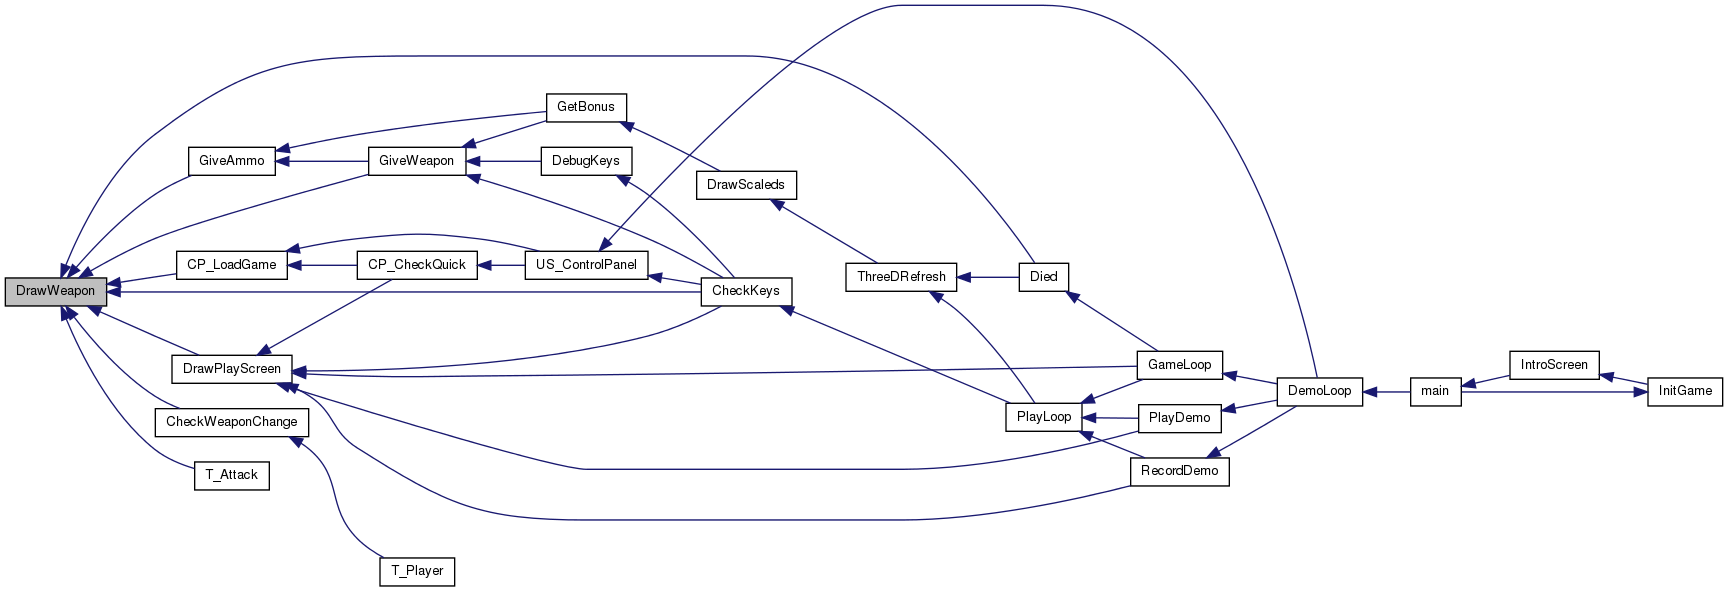 GetBonus
GiveAmmo
GiveWeapon
DebugKeys
DrawScaleds
CP_LoadGame
CP_CheckQuick
US_ControlPanel
ThreeDRefresh
Died
DrawWeapon
CheckKeys
DrawPlayScreen
GameLoop
IntroScreen
DemoLoop
main
InitGame
CheckWeaponChange
PlayLoop
PlayDemo
T_Attack
RecordDemo
T_Player